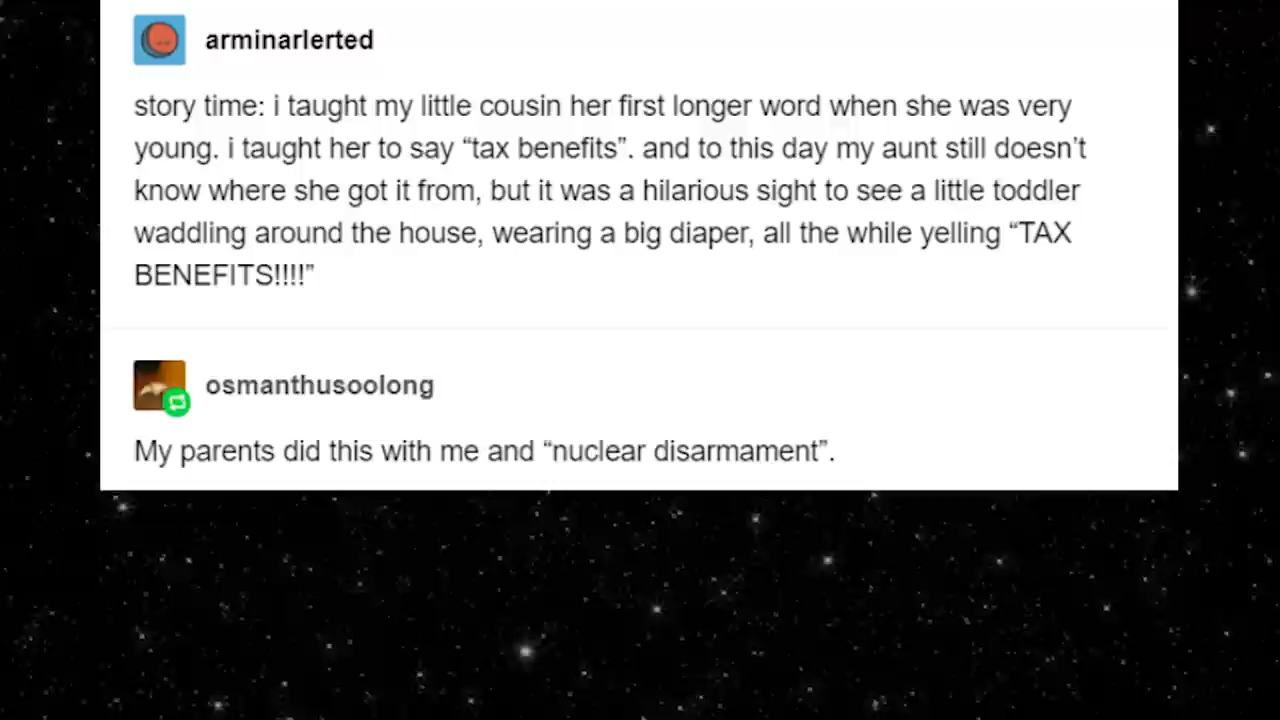 arminarlerted
story time: i taught my little cousin her first longer word when she was very
young. i taught her to say “tax benefits”. and to this day my aunt still doesn’t
know where she got it from, but it was a hilarious sight to see a little toddler
waddling around the house, wearing a big diaper, all the while yelling “TAX
BENEFITS!!!!”
osmanthusoolong
My parents did this with me and “nuclear disarmament”.